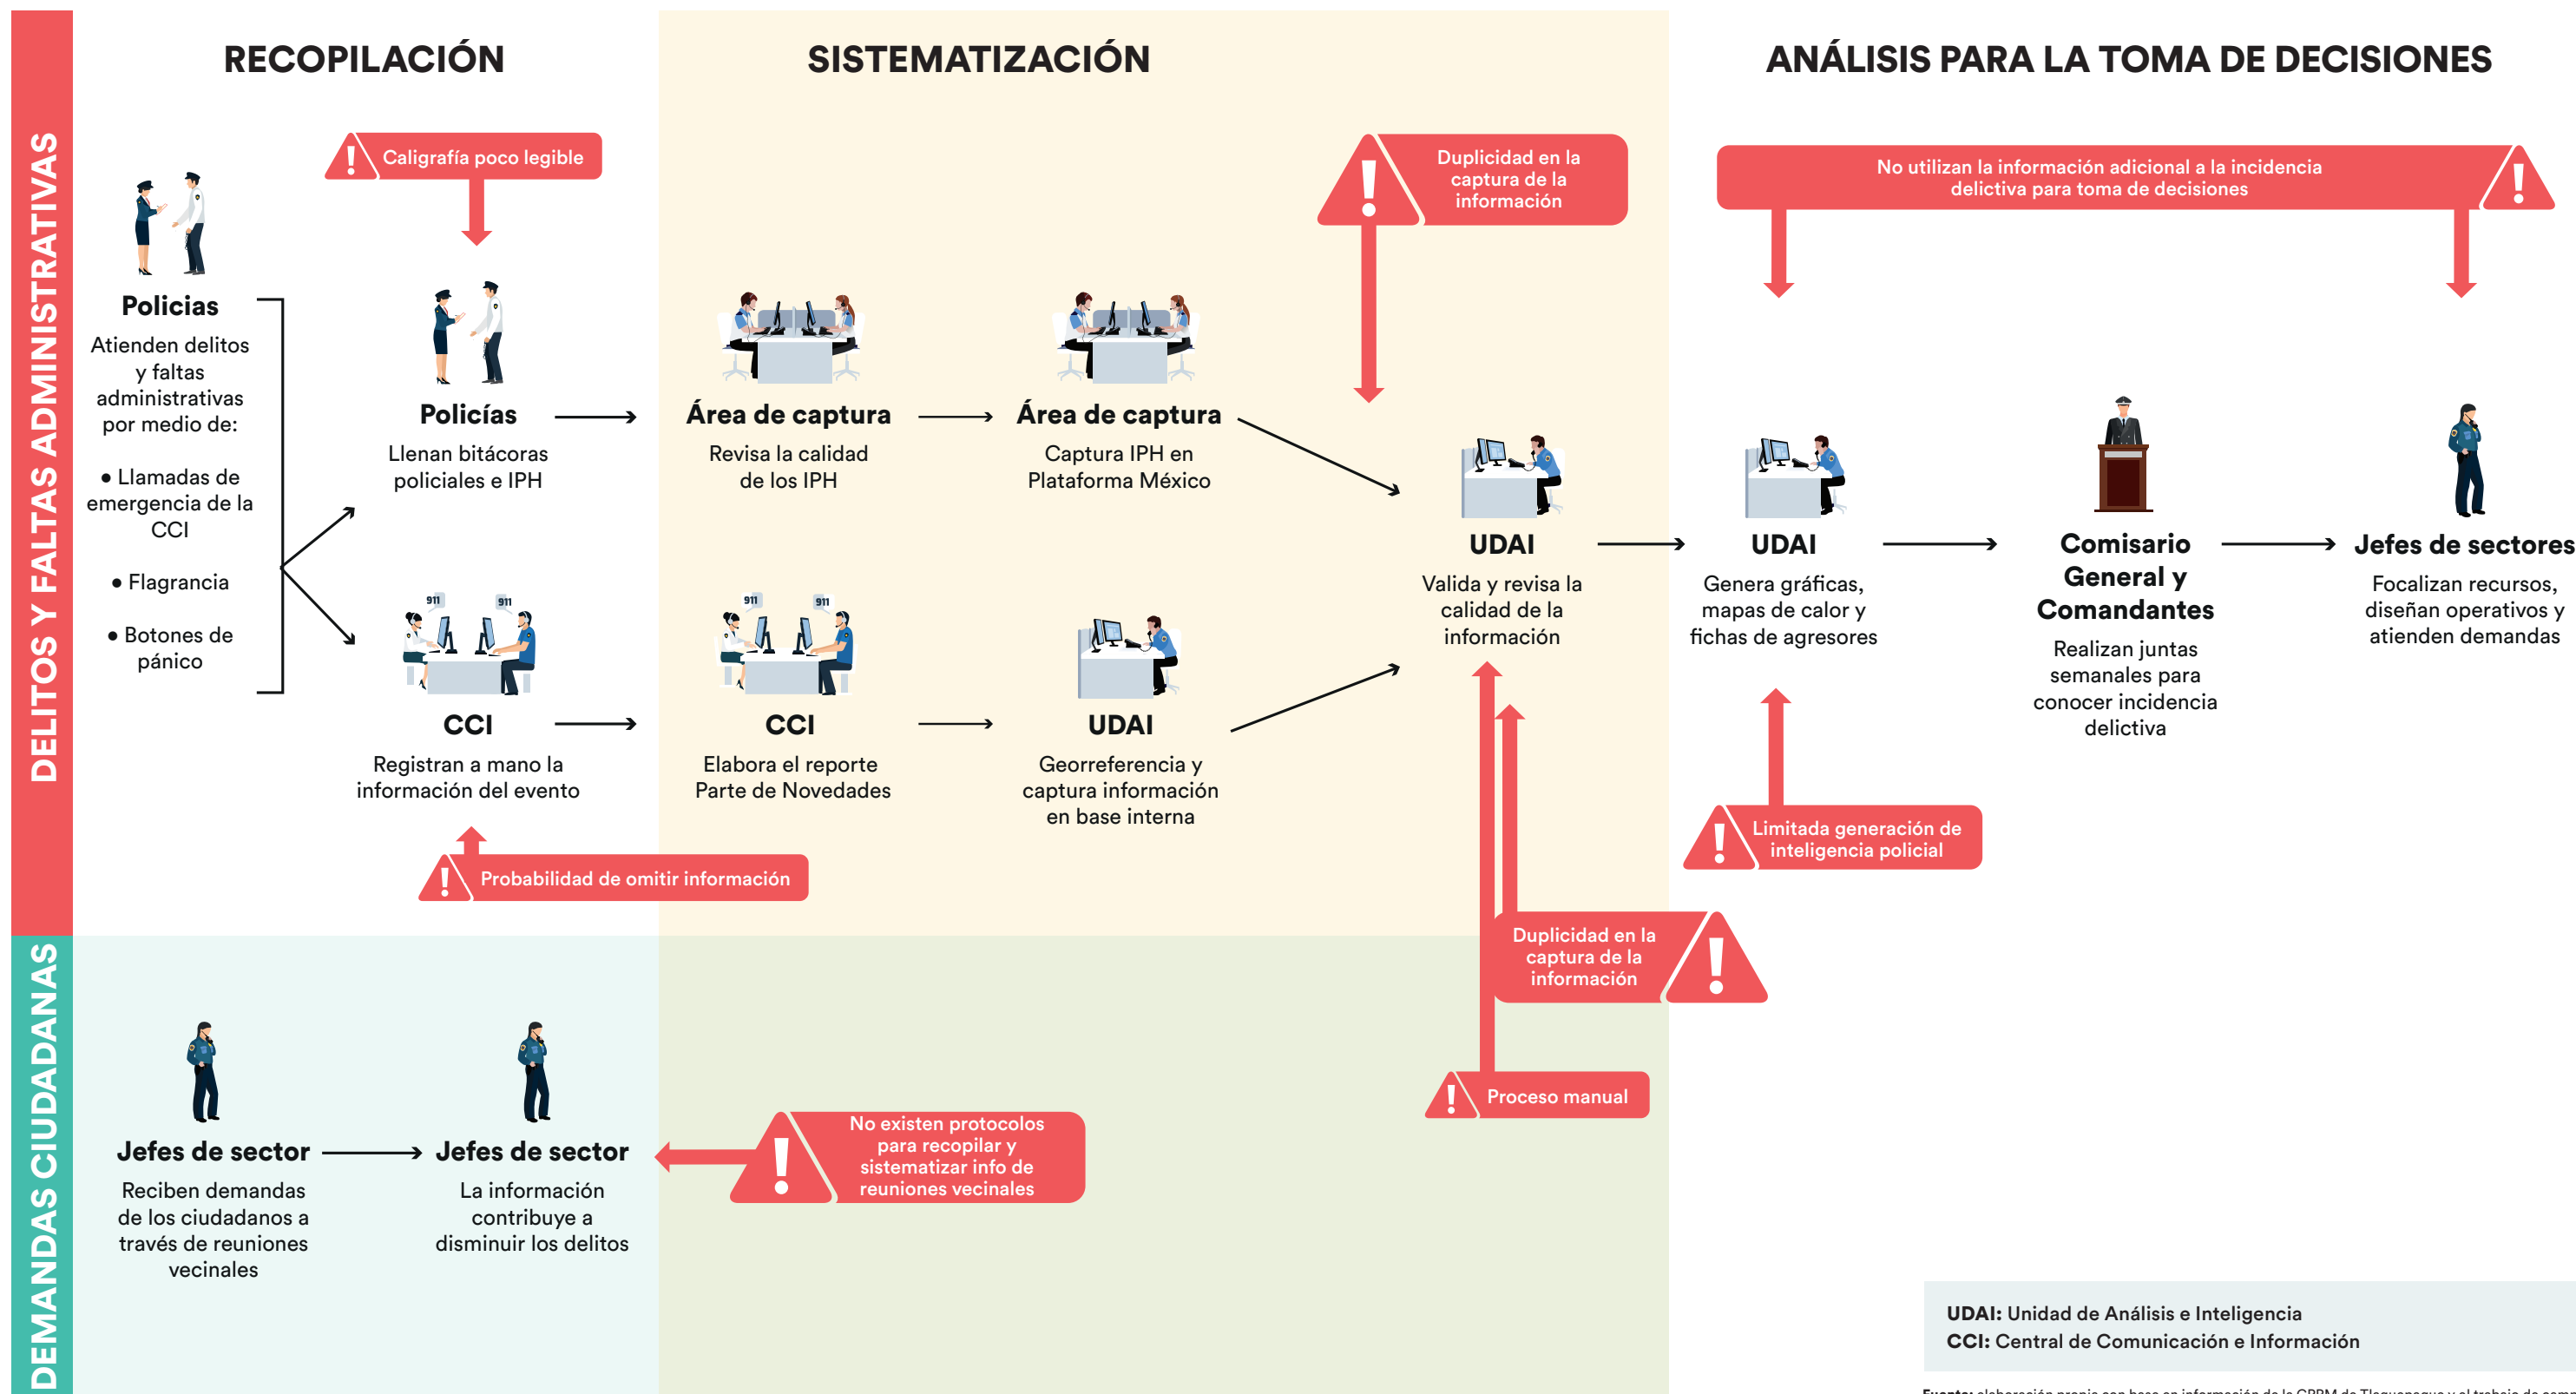 RECOPILACIÓN
SISTEMATIZACIÓN
ANÁLISIS PARA LA TOMA DE DECISIONES
DELITOS Y FALTAS ADMINISTRATIVAS
Caligrafía poco legible
Duplicidad en la
captura de la
información
No utilizan la información adicional a la incidencia
delictiva para toma de decisiones
Policias
Atienden delitos
y faltas
administrativas
por medio de:
• Llamadas de
emergencia de la
CCI
• Flagrancia
• Botones de
pánico
Policías
Llenan bitácoras
policiales e IPH
Área de captura
Revisa la calidad
de los IPH
Área de captura
Captura IPH en
Plataforma México
911
911
CCI
Registran a mano la
información del evento
911
911
CCI
Elabora el reporte
Parte de Novedades
UDAI
Georreferencia y
captura información
en base interna
UDAI
Valida y revisa la
calidad de la
información
UDAI
Genera gráficas,
mapas de calor y
fichas de agresores
Comisario
General y
Comandantes
Realizan juntas
semanales para
conocer incidencia
delictiva
Jefes de sectores
Focalizan recursos,
diseñan operativos y
atienden demandas
Probabilidad de omitir información
Limitada generación de
inteligencia policial
Duplicidad en la
captura de la
información
Proceso manual
DEMANDAS CIUDADANAS
Jefes de sector
Reciben demandas
de los ciudadanos a
través de reuniones
vecinales
Jefes de sector
La información
contribuye a
disminuir los delitos
No existen protocolos
para recopilar y
sistematizar info de
reuniones vecinales
UDAI: Unidad de Análisis e Inteligencia
CCI: Central de Comunicación e Información
Fuente: elaboración propia con base en información de la